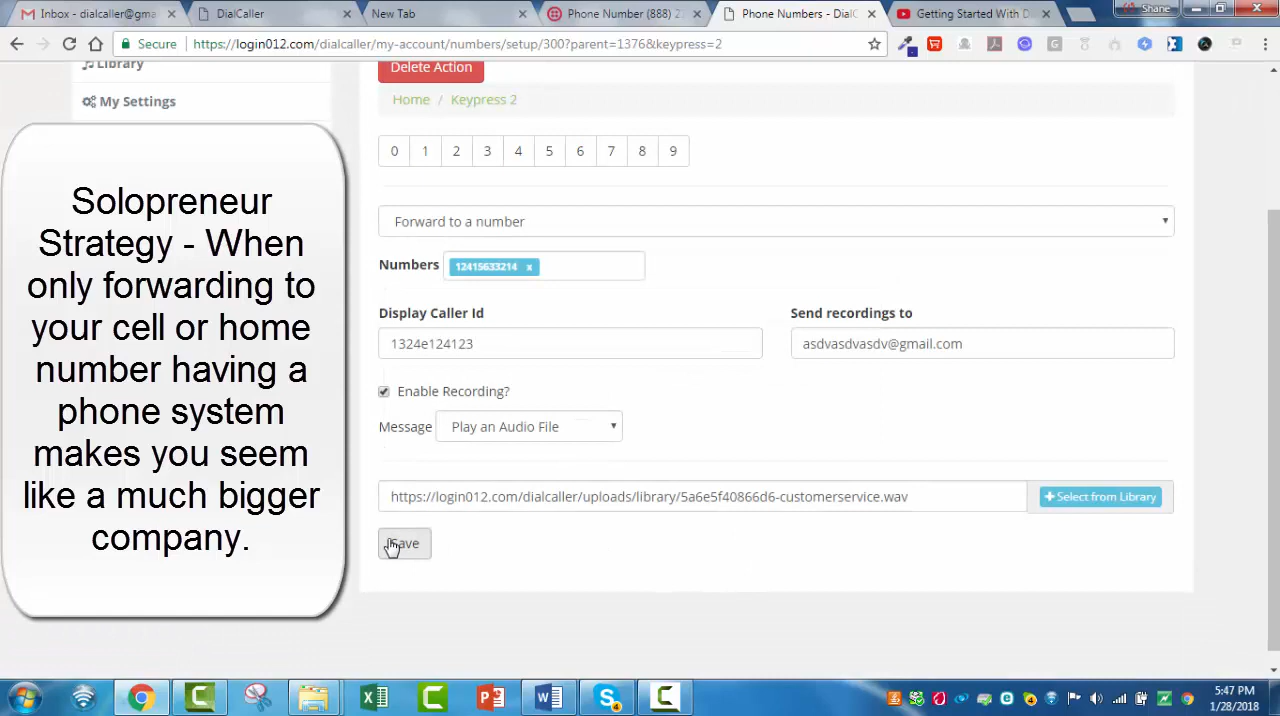 Inbox - dialcaller@gma
DialCaller
New Tab
Phone Number (888) 2
Phone Numbers - DialC
Getting Started With D
Shane
Secure
https://login012.com/dialcaller/my-account/numbers/setup/300?parent=1376&keypress=2
Library
My Settings
Delete Action
Home / Keypress 2
0 1 2 3 4 5 6 7 8 9
Forward to a number
Numbers 12415633214 x
Display Caller Id
Send recordings to
1324e124123
asdvasdvasdv@gmail.com
Enable Recording?
Message Play an Audio File
https://login012.com/dialcaller/uploads/library/5a6e5f40866d6-customerservice.wav
Select from Library
Save
Solopreneur
Strategy - When
only forwarding to
your cell or home
number having a
phone system
makes you seem
like a much bigger
company.
5:47 PM
1/28/2018